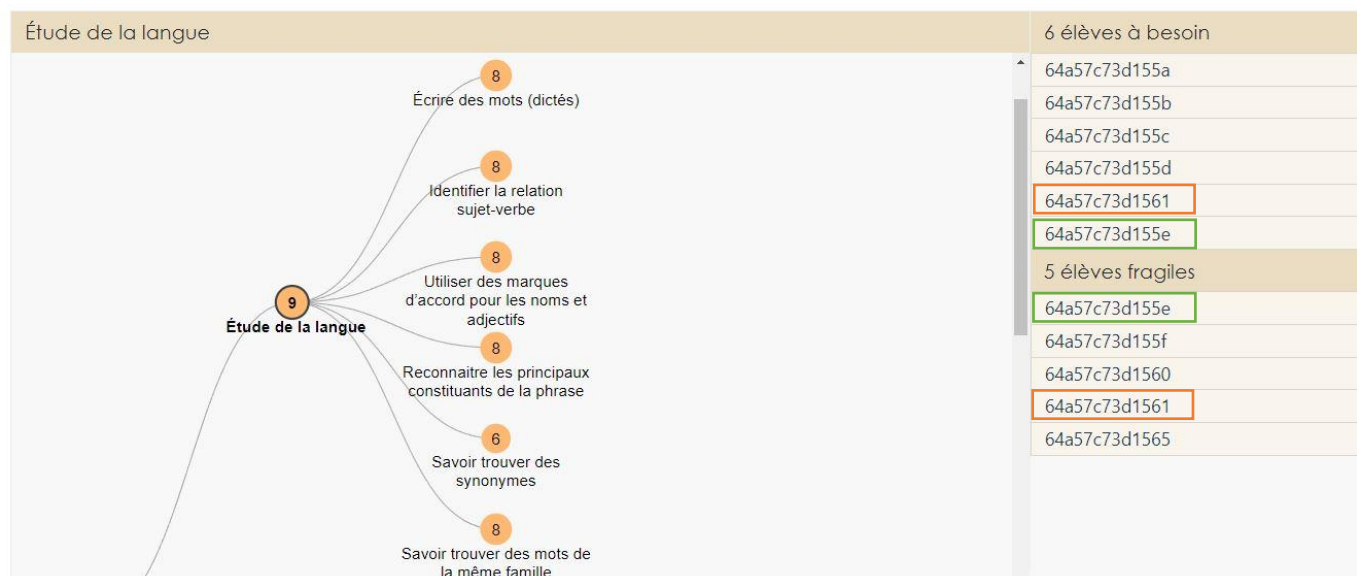 Étude de la langue
8
Écrire des mots (dictés)
8
Identifier la relation
sujet-verbe
8
Utiliser des marques
d'accord pour les noms et
adjectifs
9
Étude de la langue
8
Reconnaitre les principaux
constituants de la phrase
6
Savoir trouver des
synonymes
8
Savoir trouver des mots de
la même famille
6 élèves à besoin
64a57c73d155a
64a57c73d155b
64a57c73d155c
64a57c73d155d
64a57c73d1561
64a57c73d155e
5 élèves fragiles
64a57c73d155e
64a57c73d155f
64a57c73d1560
64a57c73d1561
64a57c73d1565